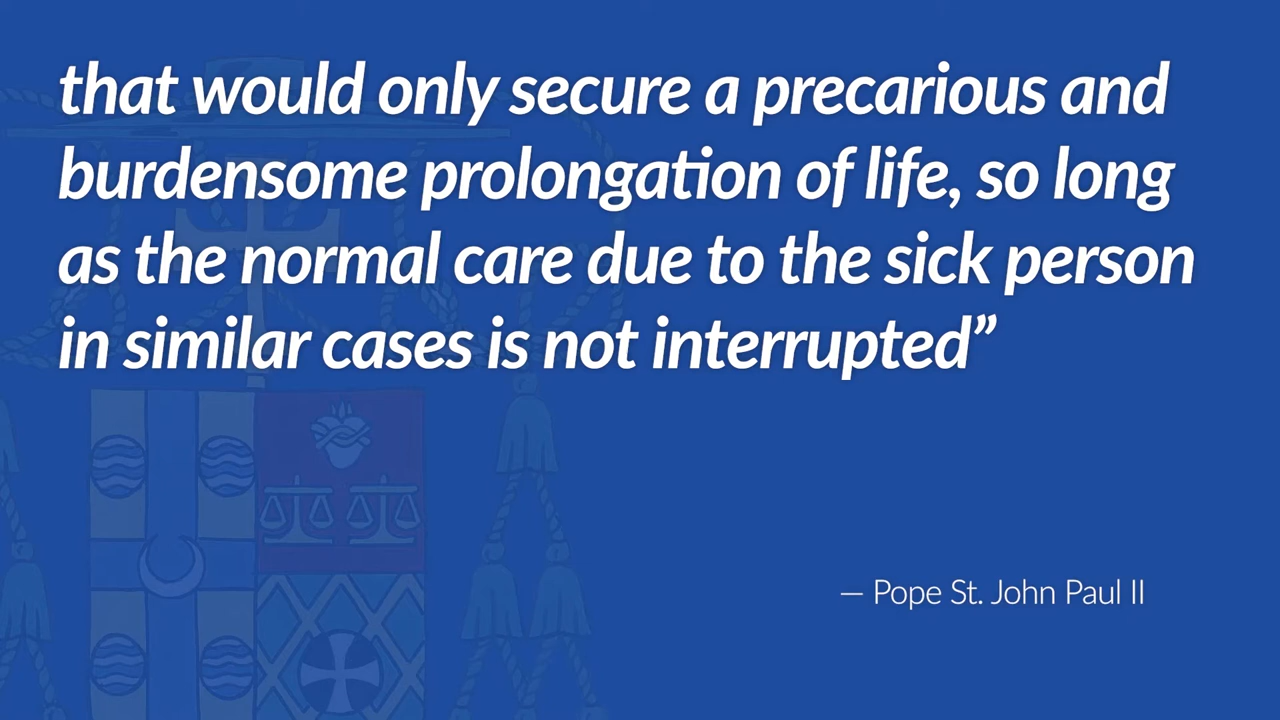 that would only secure a precarious and
burdensome prolongation of life, so long
as the normal care due to the sick person
in similar cases is not interrupted”
— Pope St. John Paul II